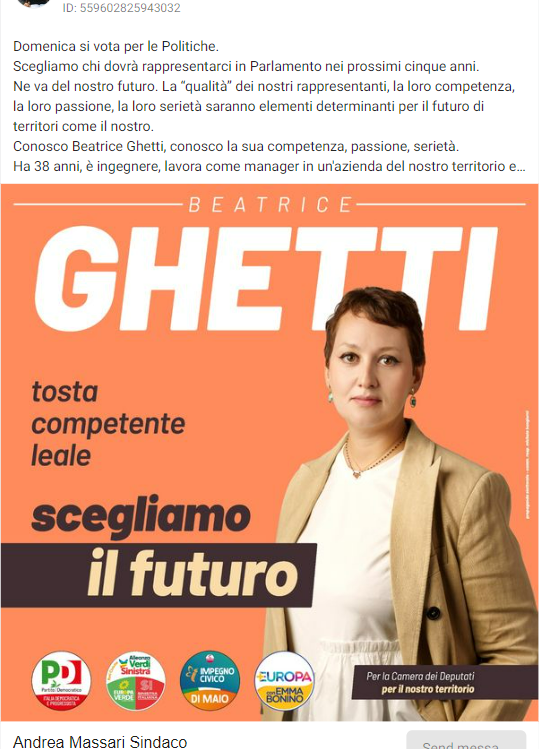 ID: 559602825943032
Domenica si vota per le Politiche.
Scegliamo chi dovrà rappresentarci in Parlamento nei prossimi cinque anni.
Ne va del nostro futuro. La “qualità” dei nostri rappresentanti, la loro competenza,
la loro passione, la loro serietà saranno elementi determinanti per il futuro di
territori come il nostro.
Conosco Beatrice Ghetti, conosco la sua competenza, passione, serietà.
Ha 38 anni, è ingegnere, lavora come manager in un'azienda del nostro territorio e...
BEATRICE
GHETTI
tosta
competente
leale
scegliamo
il futuro
PD
Partito Democratico
ITALIA DEMOCRATICA
E PROGRESSISTA
Alleanza
Verdi
Sinistra
EUROPA
VERDE
SI
SINISTRA
ITALIANA
IMPEGNO
CIVICO
DI MAIO
+EUROPA
con
EMMA
BONINO
Per la Camera dei Deputati
per il nostro territorio
Andrea Massari Sindaco
Send messa